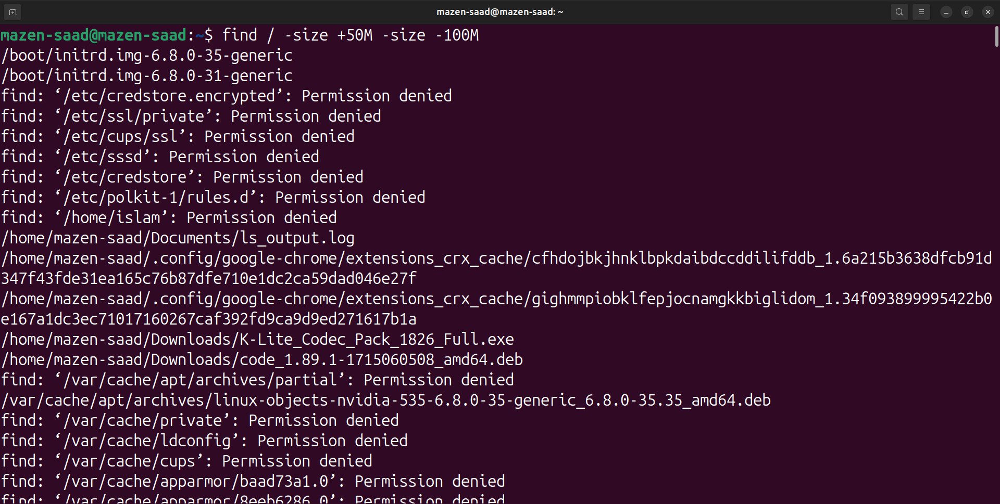 mazen-saad@mazen-saad: ~
mazen-saad@mazen-saad:~$ find / -size +50M -size -100M
/boot/initrd.img-6.8.0-35-generic
/boot/initrd.img-6.8.0-31-generic
find: ‘/etc/credstore.encrypted’: Permission denied
find: ‘/etc/ssl/private’: Permission denied
find: ‘/etc/cups/ssl’: Permission denied
find: ‘/etc/sssd’: Permission denied
find: ‘/etc/credstore’: Permission denied
find: ‘/etc/polkit-1/rules.d’: Permission denied
find: ‘/home/islam’: Permission denied
/home/mazen-saad/Documents/ls_output.log
/home/mazen-saad/.config/google-chrome/extensions_crx_cache/cfhdojbkjhnklbpkdaibdccddilifddb_1.6a215b3638dfcb91d
347f43fde31ea165c76b87dfe710e1dc2ca59dad046e27f
/home/mazen-saad/.config/google-chrome/extensions_crx_cache/gighmmpiobklfepjocnamgkkbiglidom_1.34f093899995422b0
e167a1dc3ec71017160267caf392fd9ca9d9ed271617b1a
/home/mazen-saad/Downloads/K-Lite_Codec_Pack_1826_Full.exe
/home/mazen-saad/Downloads/code_1.89.1-1715060508_amd64.deb
find: ‘/var/cache/apt/archives/partial’: Permission denied
/var/cache/apt/archives/linux-objects-nvidia-535-6.8.0-35-generic_6.8.0-35.35_amd64.deb
find: ‘/var/cache/private’: Permission denied
find: ‘/var/cache/ldconfig’: Permission denied
find: ‘/var/cache/cups’: Permission denied
find: ‘/var/cache/apparmor/baad73a1.0’: Permission denied
find: ‘/var/cache/apparmor/8eeb6286.0’: Permission denied